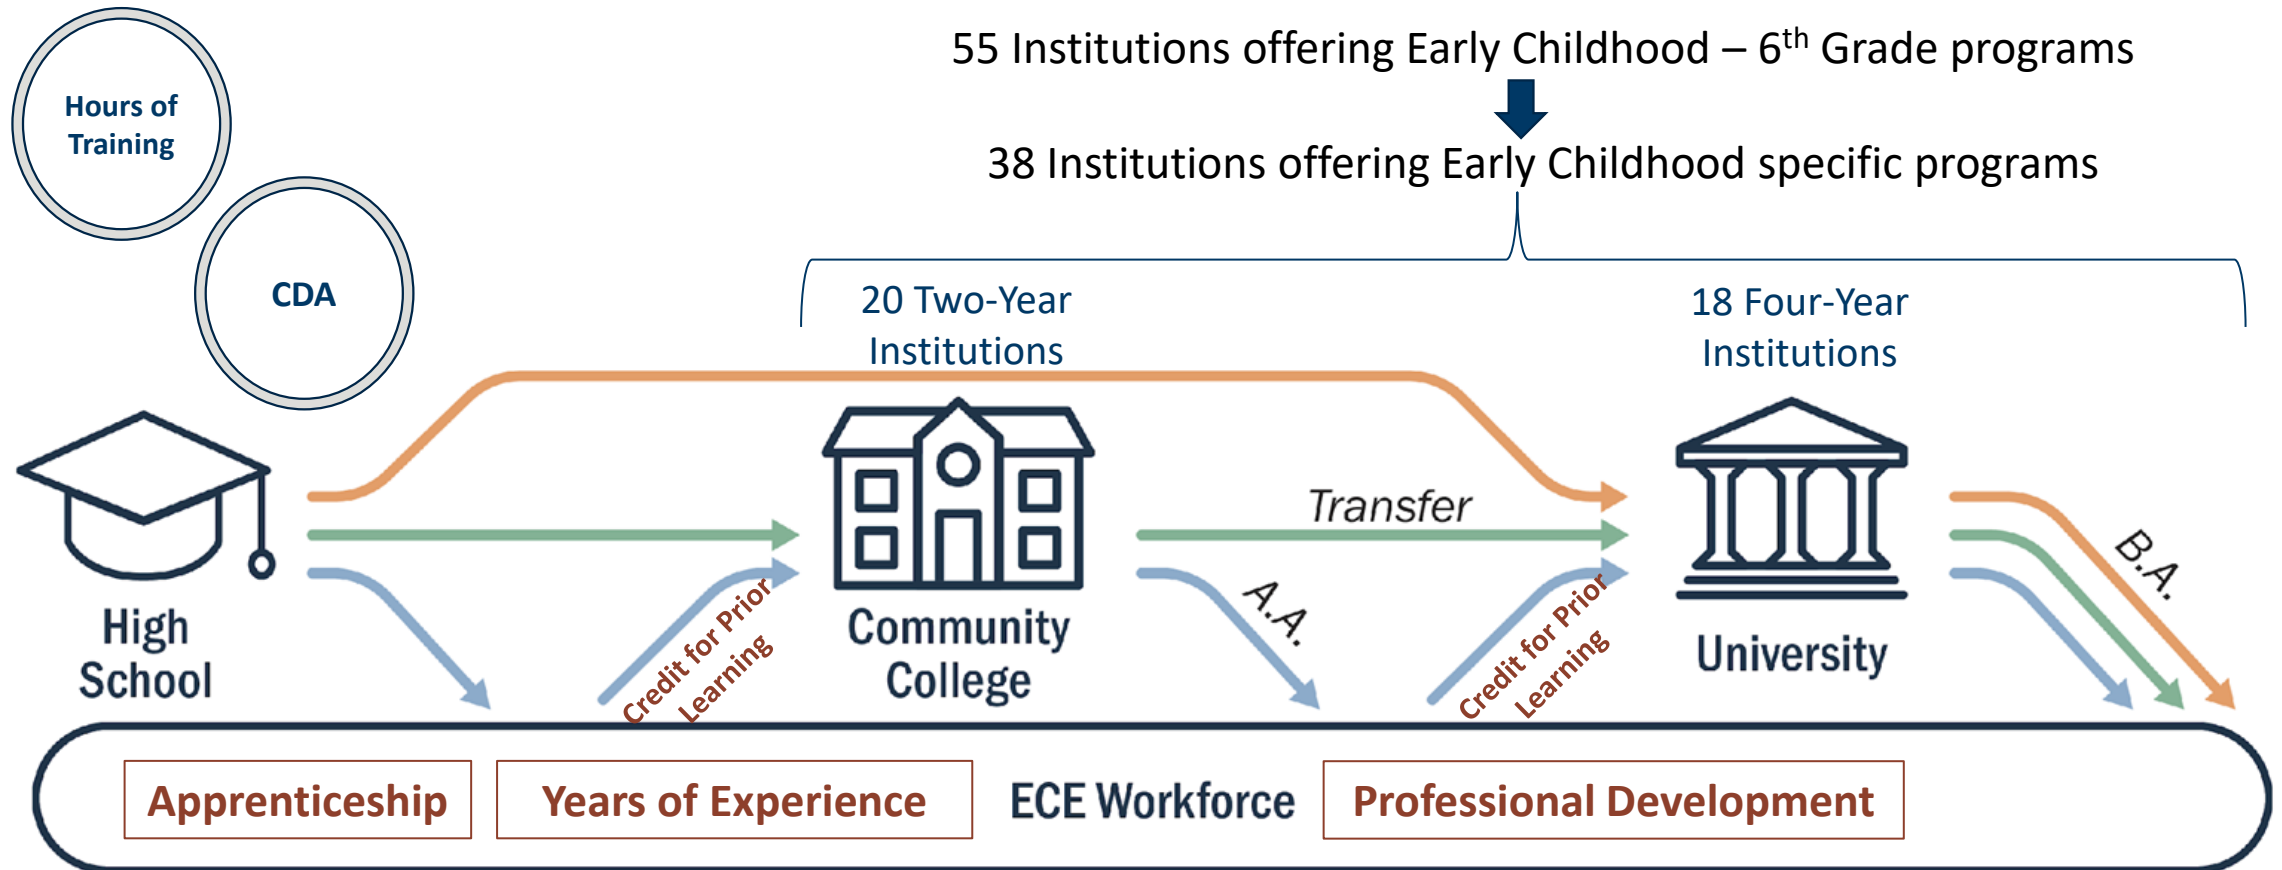 55 Institutions offering Early Childhood – 6th Grade programs
Hours of
Training
38 Institutions offering Early Childhood specific programs
CDA
20 Two-Year
Institutions
18 Four-Year
Institutions
Transfer
B.A.
A.A.
Credit for Prior
Learning
Credit for Prior
Learning
High
School
Community
College
University
Apprenticeship
Years of Experience
ECE Workforce
Professional Development